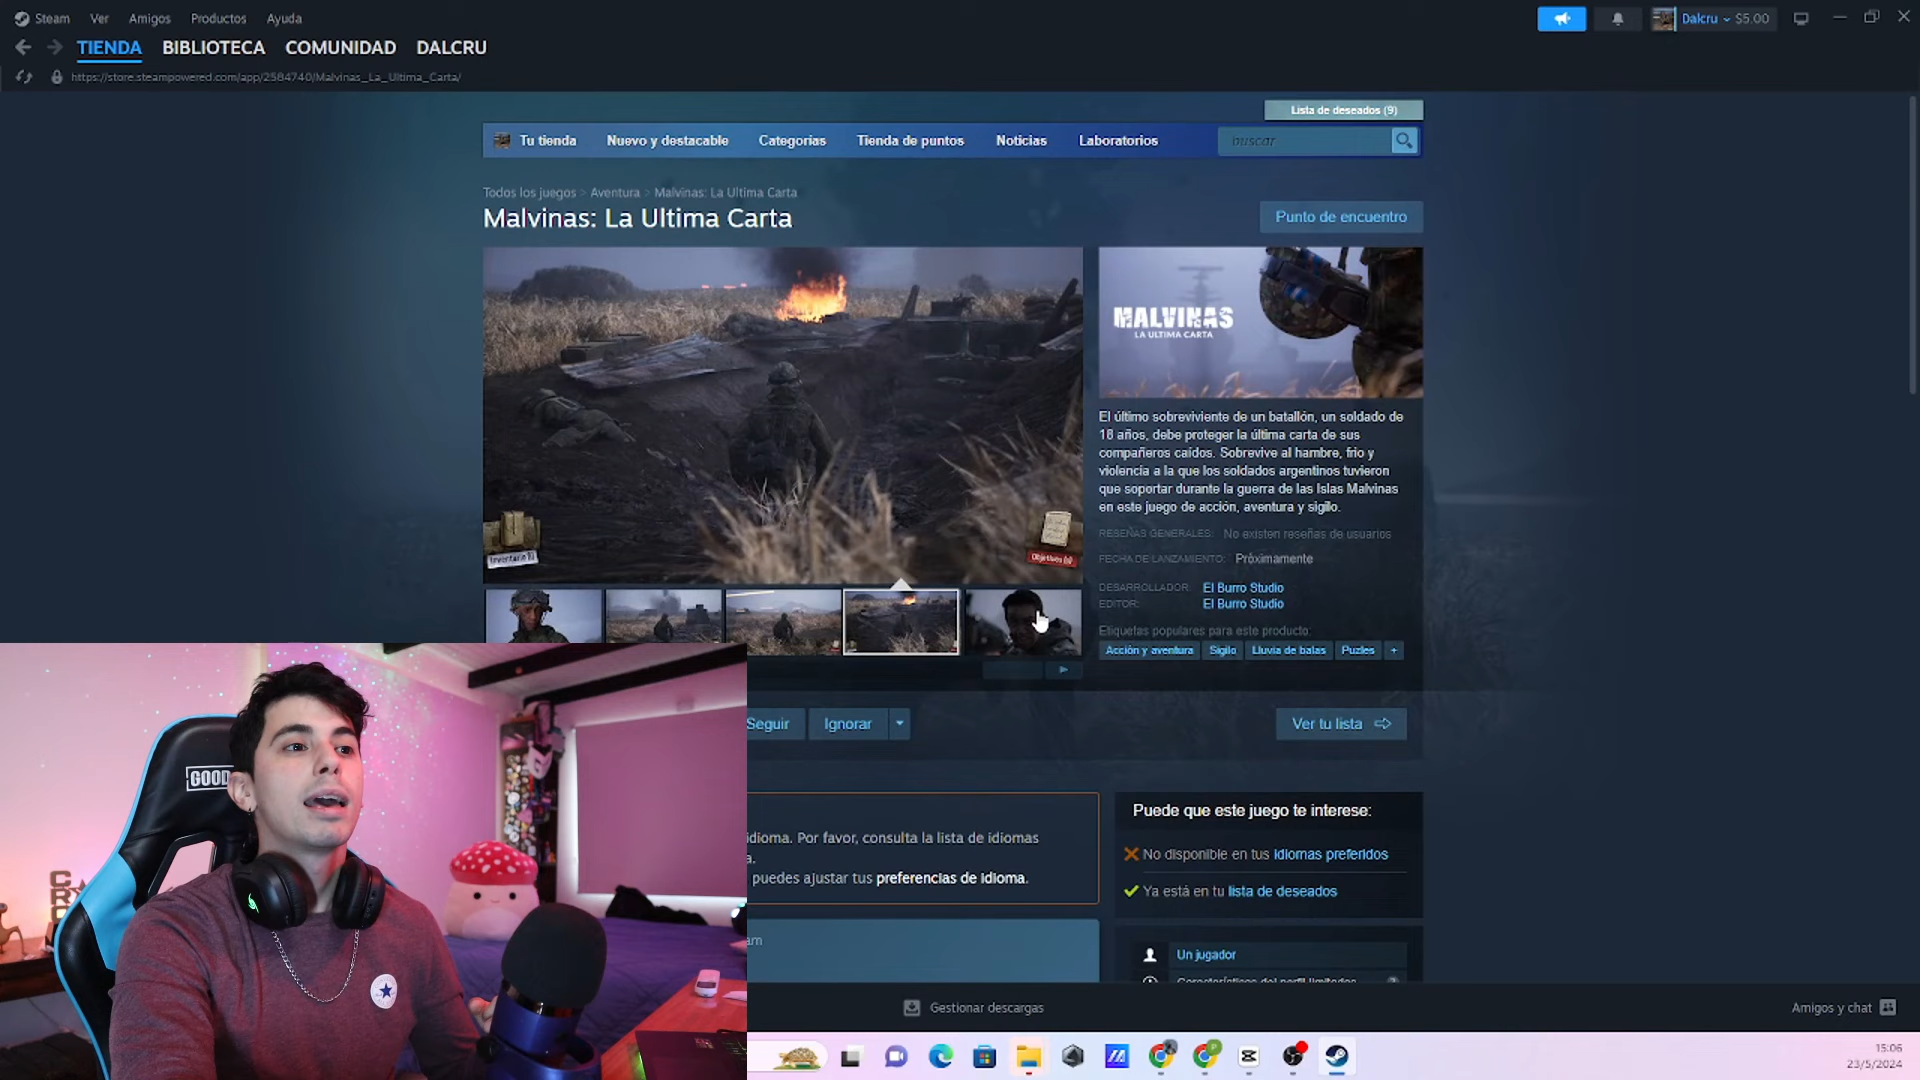 Steam Ver Amigos Productos Ayuda
Dalcru $5.00
TIENDA BIBLIOTECA COMUNIDAD DALCRU
https://store.steampowered.com/app/2584740/Malvinas_La_Ultima_Carta/
Lista de deseados (9)
Tu tienda Nuevo y destacable Categorías Tienda de puntos Noticias Laboratorios buscar
Todos los juegos > Aventura > Malvinas: La Ultima Carta
Malvinas: La Ultima Carta
Punto de encuentro
MALVINAS
LA ULTIMA CARTA
El último sobreviviente de un batallón, un soldado de
18 años, debe proteger la última carta de sus
compañeros caídos. Sobrevive al hambre, frio y
violencia a la que los soldados argentinos tuvieron
que soportar durante la guerra de las Islas Malvinas
en este juego de acción, aventura y sigilo.
RESEÑAS GENERALES: No existen reseñas de usuarios
FECHA DE LANZAMIENTO: Próximamente
DESARROLLADOR: El Burro Studio
EDITOR: El Burro Studio
Etiquetas populares para este producto:
Acción y aventura Sigilo Lluvia de balas Puzles +
Seguir Ignorar
Ver tu lista
idioma. Por favor, consulta la lista de idiomas
a.
puedes ajustar tus preferencias de idioma.
am
Puede que este juego te interese:
No disponible en tus idiomas preferidos
Ya está en tu lista de deseados
Un jugador
Características del perfil limitadas
Gestionar descargas
Amigos y chat
GOOD
15:06
23/5/2024